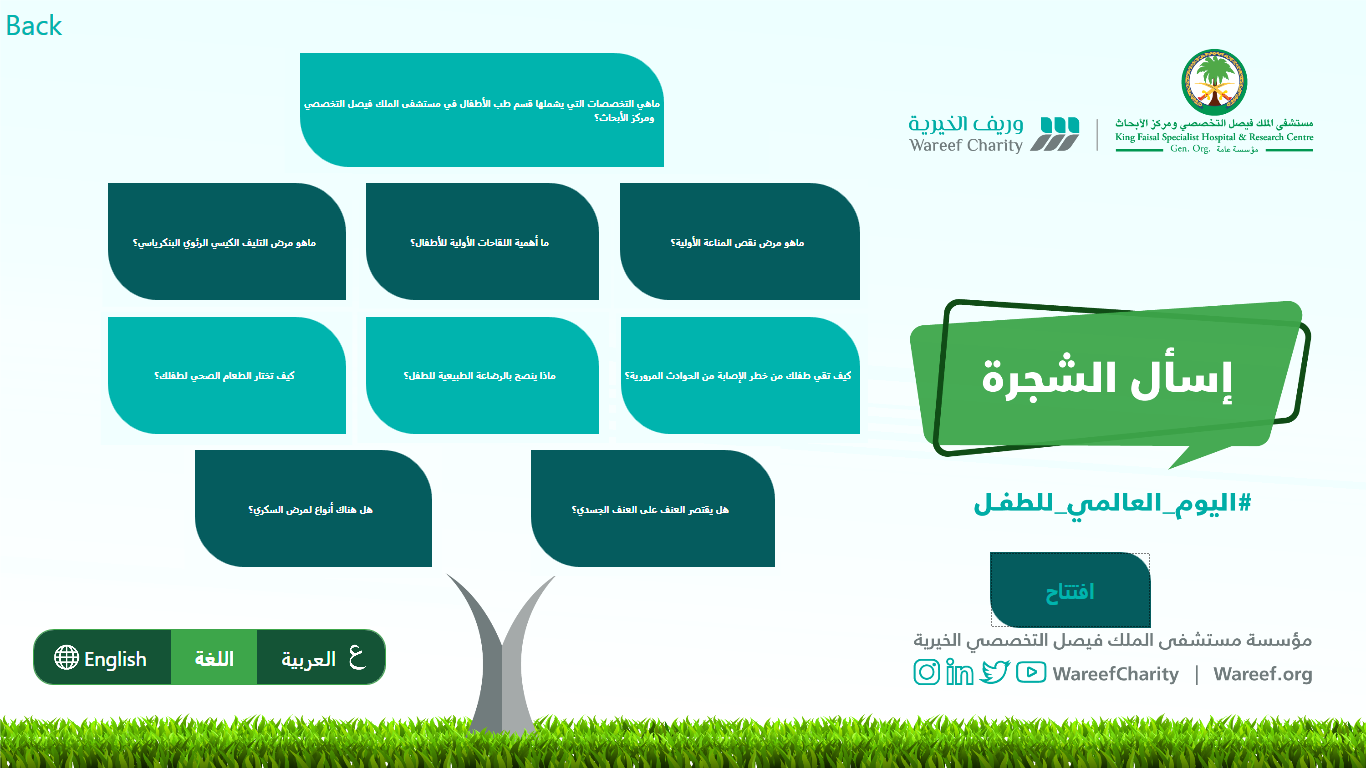 Back
ماهي التخصصات التي يشملها قسم طب الأطفال في مستشفى الملك فيصل التخصصي
ومركز الأبحاث؟
ماهو مرض نقص المناعة الأولية؟
ما أهمية اللقاحات الأولية للأطفال؟
ماهو مرض التليف الكيسي الرئوي البنكرياسي؟
كيف تقي طفلك من خطر الإصابة من الحوادث المرورية؟
ماذا ينصح بالرضاعة الطبيعية للطفل؟
كيف تختار الطعام الصحي لطفلك؟
هل يقتصر العنف على العنف الجسدي؟
هل هناك أنواع لمرض السكري؟
مستشفى الملك فيصل التخصصي ومركز الأبحاث
King Faisal Specialist Hospital & Research Centre
Gen. Org. مؤسسة عامة
وريف الخيرية
Wareef Charity
إسأل الشجرة
#اليوم_العالمي_للطفل
افتتاح
مؤسسة مستشفى الملك فيصل التخصصي الخيرية
WareefCharity | Wareef.org
ع العربية
اللغة
English